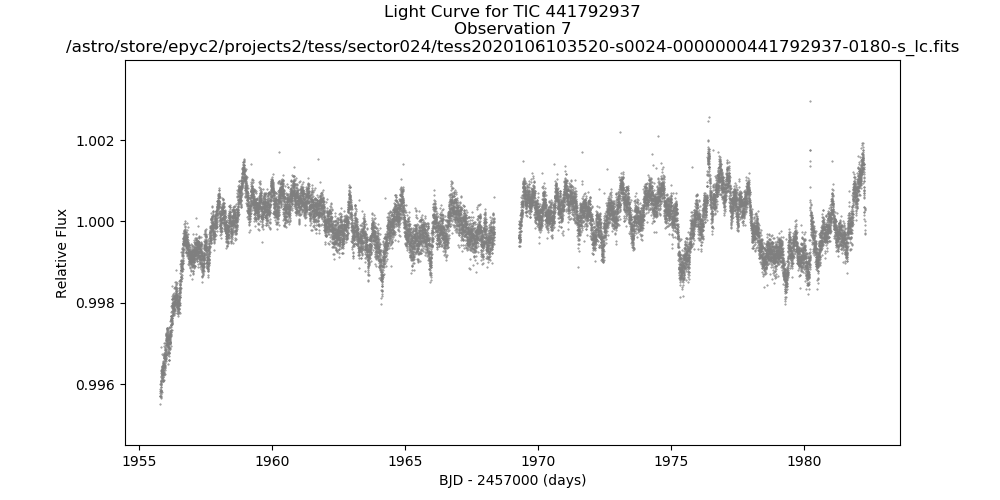 Light Curve for TIC 441792937
Observation 7
/astro/store/epyc2/projects2/tess/sector024/tess2020106103520-s0024-0000000441792937-0180-s_lc.fits
1.002
1.000
0.998
0.996
Relative Flux
1955
1960
1965
1970
1975
1980
BJD - 2457000 (days)